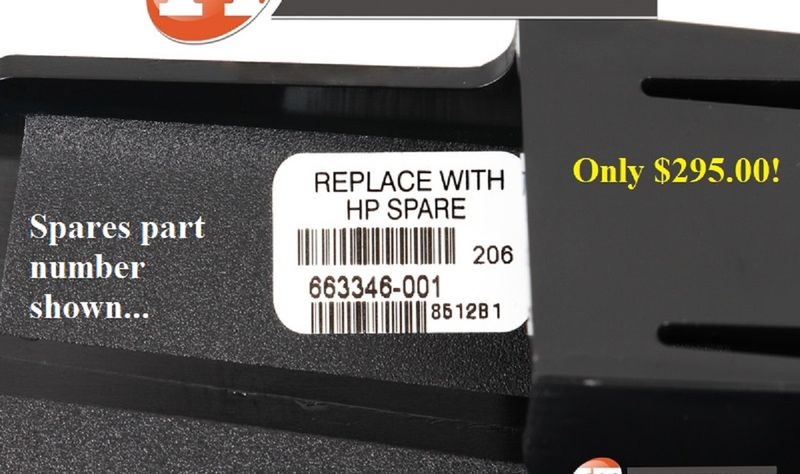 Only $295.00!
REPLACE WITH
HP SPARE
206
663346-001
8512B1
Spares part
number
shown...